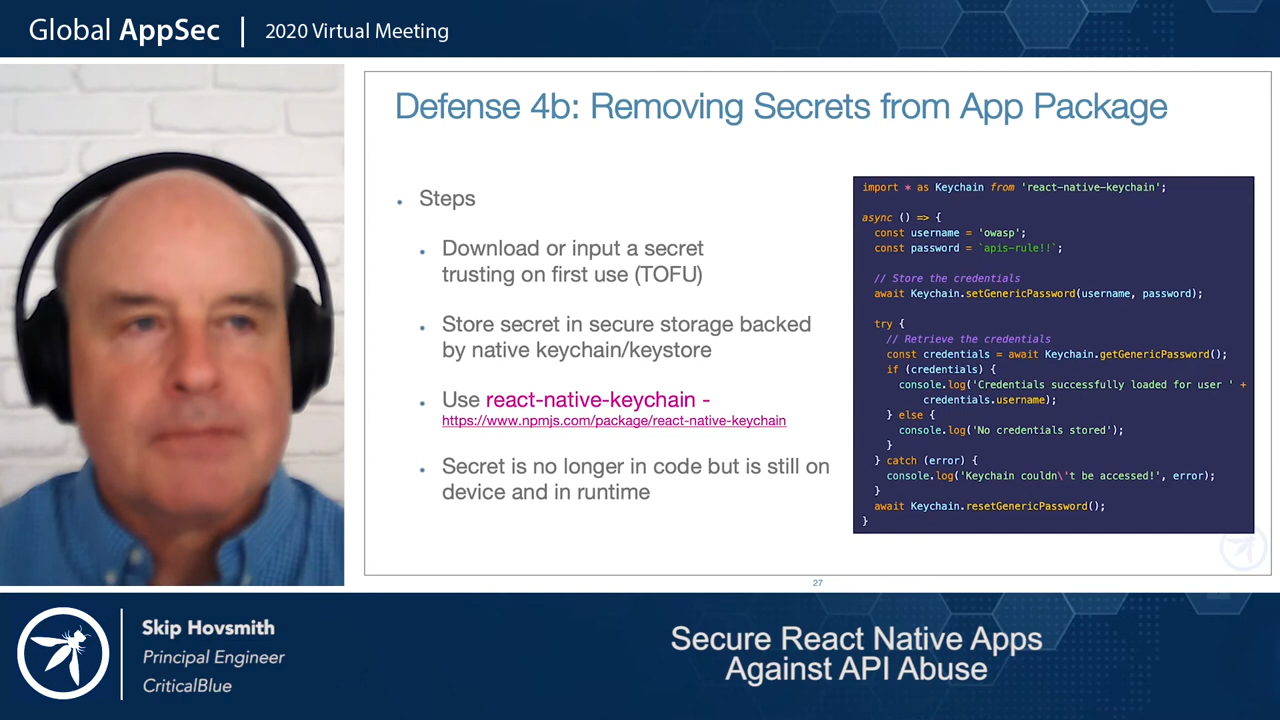 Global AppSec | 2020 Virtual Meeting
Defense 4b: Removing Secrets from App Package
• Steps
• Download or input a secret
trusting on first use (TOFU)
• Store secret in secure storage backed
by native keychain/keystore
• Use react-native-keychain -
https://www.npmjs.com/package/react-native-keychain
• Secret is no longer in code but is still on
device and in runtime
import * as Keychain from 'react-native-keychain';
async () => {
const username = 'owasp';
const password = `apis-rule!!`;
// Store the credentials
await Keychain.setGenericPassword(username, password);
try {
// Retrieve the credentials
const credentials = await Keychain.getGenericPassword();
if (credentials) {
console.log('Credentials successfully loaded for user ' +
credentials.username);
} else {
console.log('No credentials stored');
}
} catch (error) {
console.log('Keychain couldn\'t be accessed!', error);
}
await Keychain.resetGenericPassword();
}
27
Skip Hovsmith
Principal Engineer
CriticalBlue
Secure React Native Apps
Against API Abuse